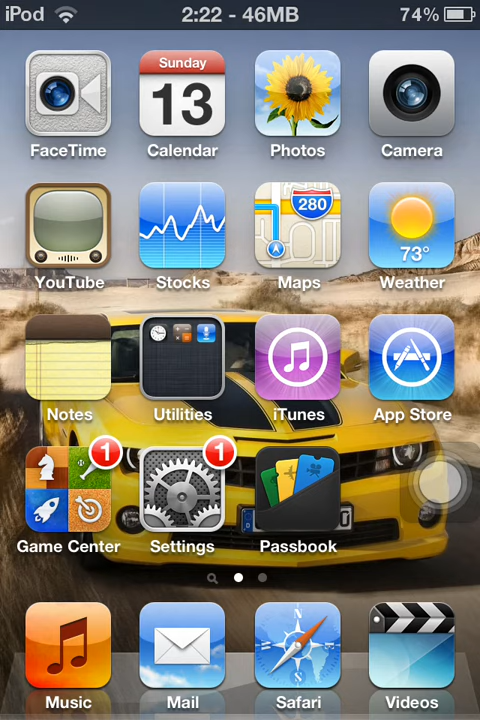 iPod 2:22 - 46MB 74%
Sunday
13
FaceTime Calendar Photos Camera
280
73°
YouTube Stocks Maps Weather
Notes Utilities iTunes App Store
1 1
Game Center Settings Passbook
Music Mail Safari Videos